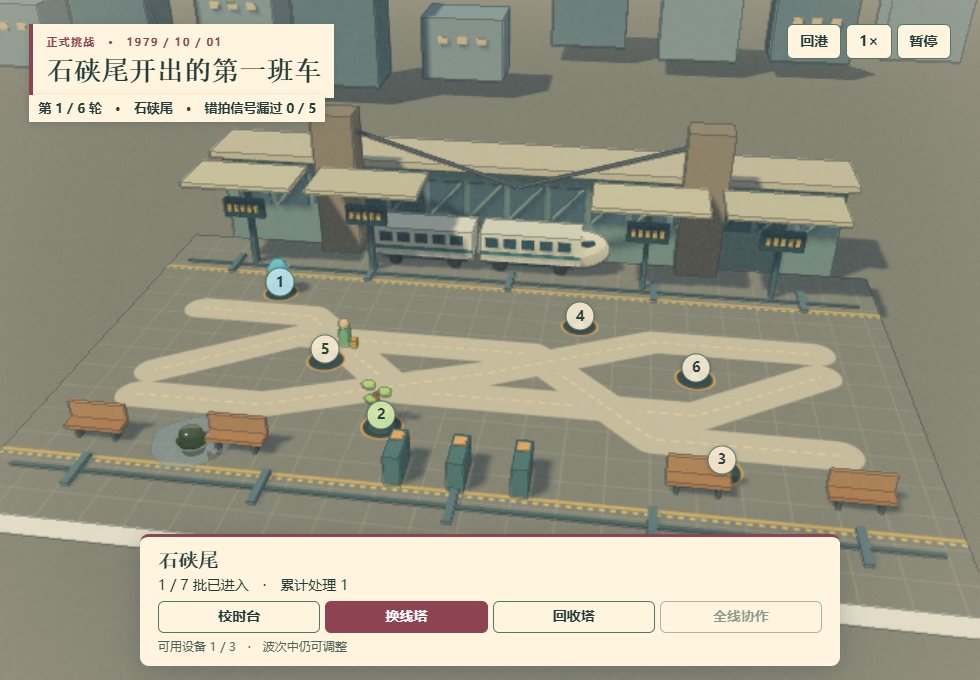 正式挑战 • 1979 / 10 / 01
石硖尾开出的第一班车
第 1 / 6 轮 • 石硖尾 • 错拍信号漏过 0 / 5
回港
1×
暂停
1
4
5
6
2
3
石硖尾
1 / 7 批已进入 · 累计处理 1
校时台
换线塔
回收塔
全线协作
可用设备 1 / 3 · 波次中仍可调整